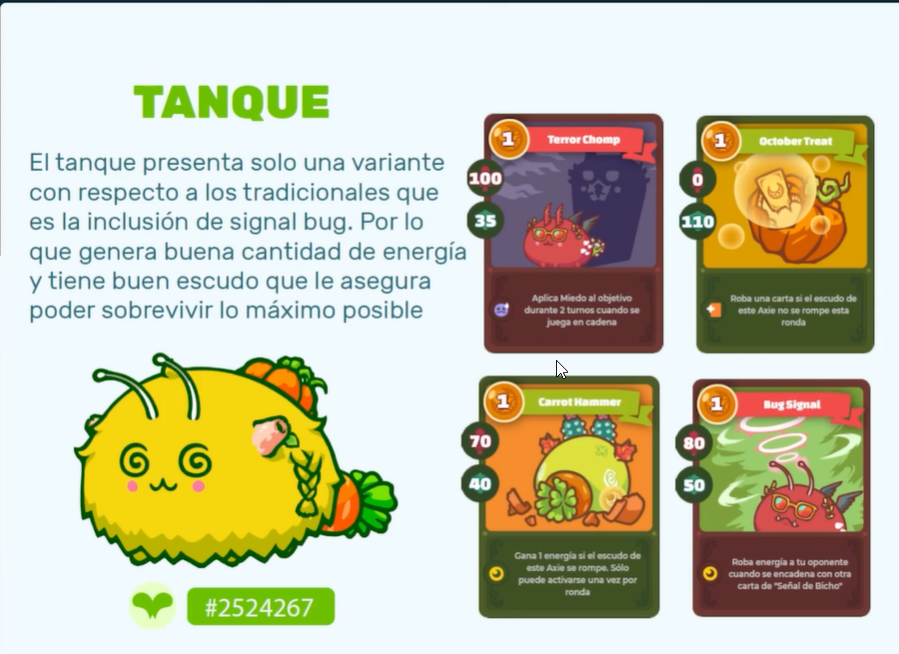 TANQUE
El tanque presenta solo una variante
con respecto a los tradicionales que
es la inclusión de signal bug. Por lo
que genera buena cantidad de energía
y tiene buen escudo que le asegura
poder sobrevivir lo máximo posible
#2524267
1
Terror Chomp
100
35
Aplica Miedo al objetivo
durante 2 turnos cuando se
juega en cadena
1
October Treat
0
110
Roba una carta si el escudo de
este Axie no se rompe esta
ronda
1
Carrot Hammer
70
40
Gana 1 energía si el escudo de
este Axie se rompe. Sólo
puede activarse una vez por
ronda
1
Bug Signal
80
50
Roba energía a tu oponente
cuando se encadena con otra
carta de "Señal de Bicho"